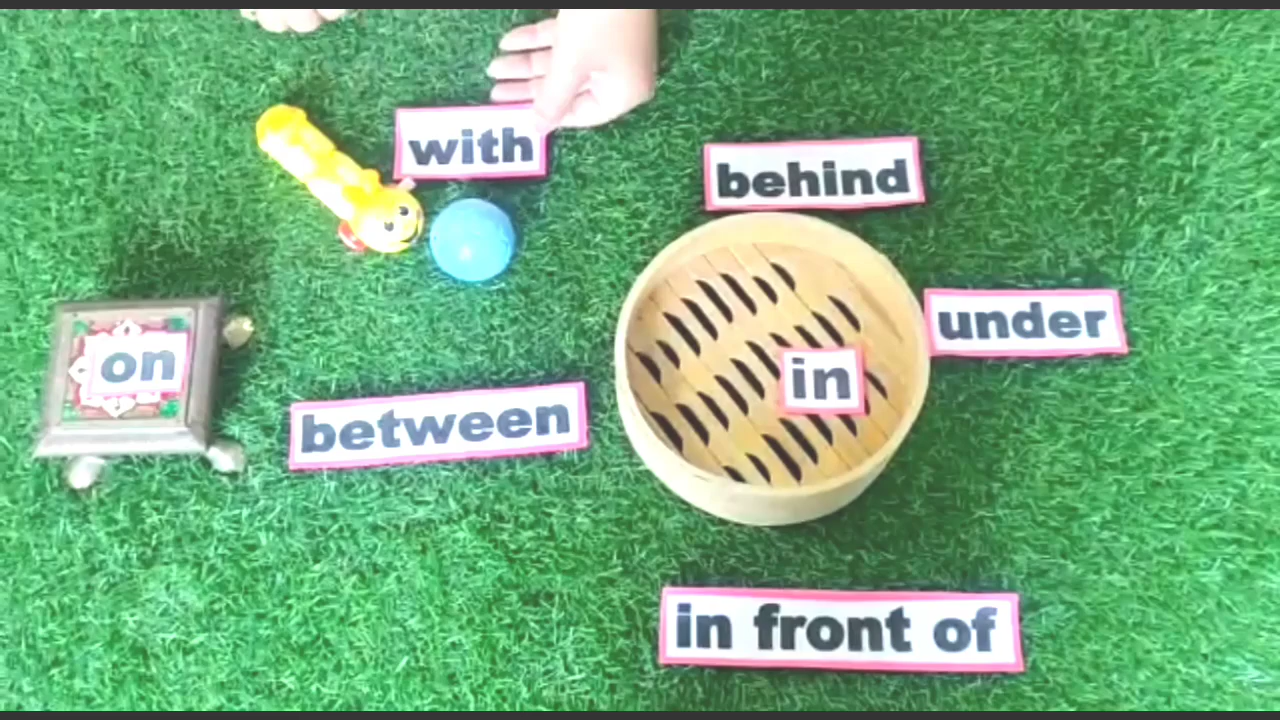 with
behind
under
on
in
between
in front of